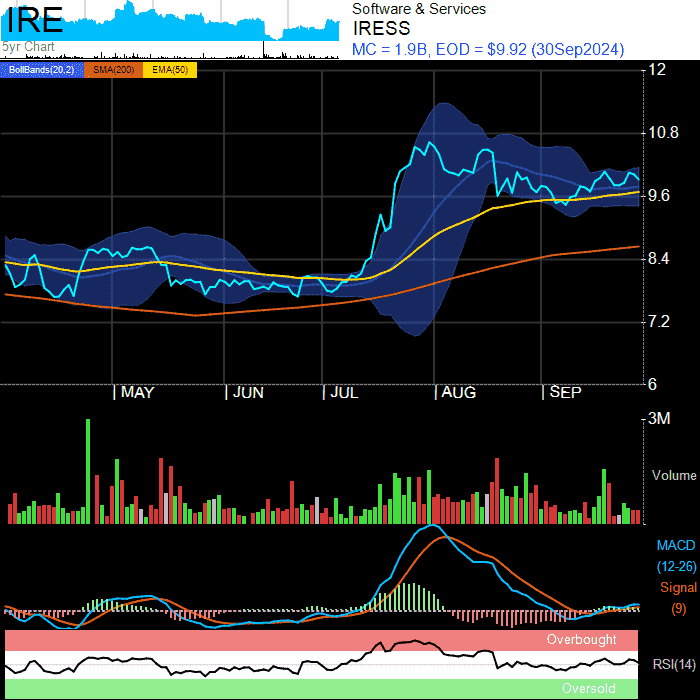 IRE
5yr Chart
Software & Services
IRESS
MC = 1.9B, EOD = $9.92 (30Sep2024)
BollBands(20,2) SMA(200) EMA(50)
12
10.8
9.6
8.4
7.2
6
MAY JUN JUL AUG SEP
3M
Volume
MACD
(12-26)
Signal
(9)
Overbought
RSI(14)
Oversold